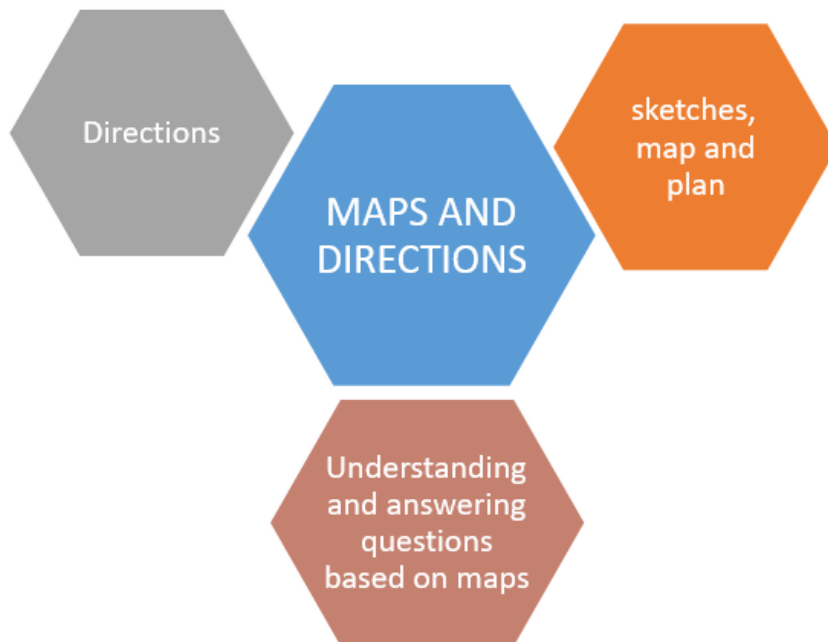 Directions
MAPS AND
DIRECTIONS
sketches,
map and
plan
Understanding
and answering
questions
based on maps